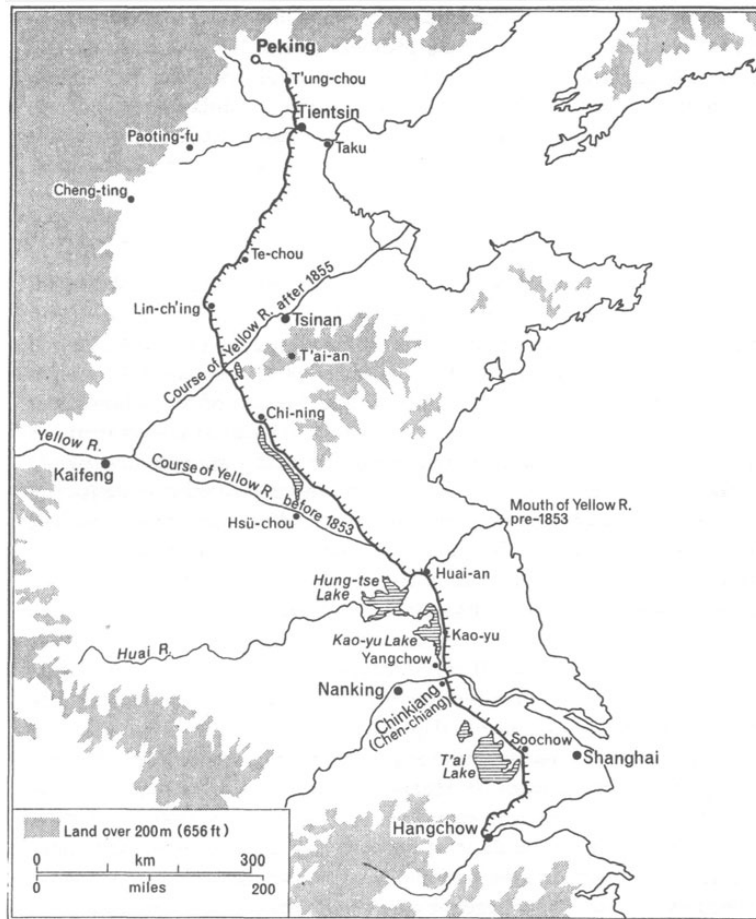 Peking
T'ung-chou
Tientsin
Paoting-fu
Taku
Cheng-ting
Te-chou
Lin-ch'ing
Course of Yellow R. after 1855
Tsinan
T'ai-an
Chi-ning
Yellow R.
Kaifeng
Course of Yellow R. before 1853
Hsü-chou
Mouth of Yellow R.
pre-1853
Huai-an
Hung-tse
Lake
Kao-yu Lake
Kao-yu
Huai R.
Yangchow
Nanking
Chinkiang
(Chen-chiang)
Soochow
Shanghai
T'ai
Lake
Hangchow
Land over 200m (656 ft)
0 km 300
0 miles 200